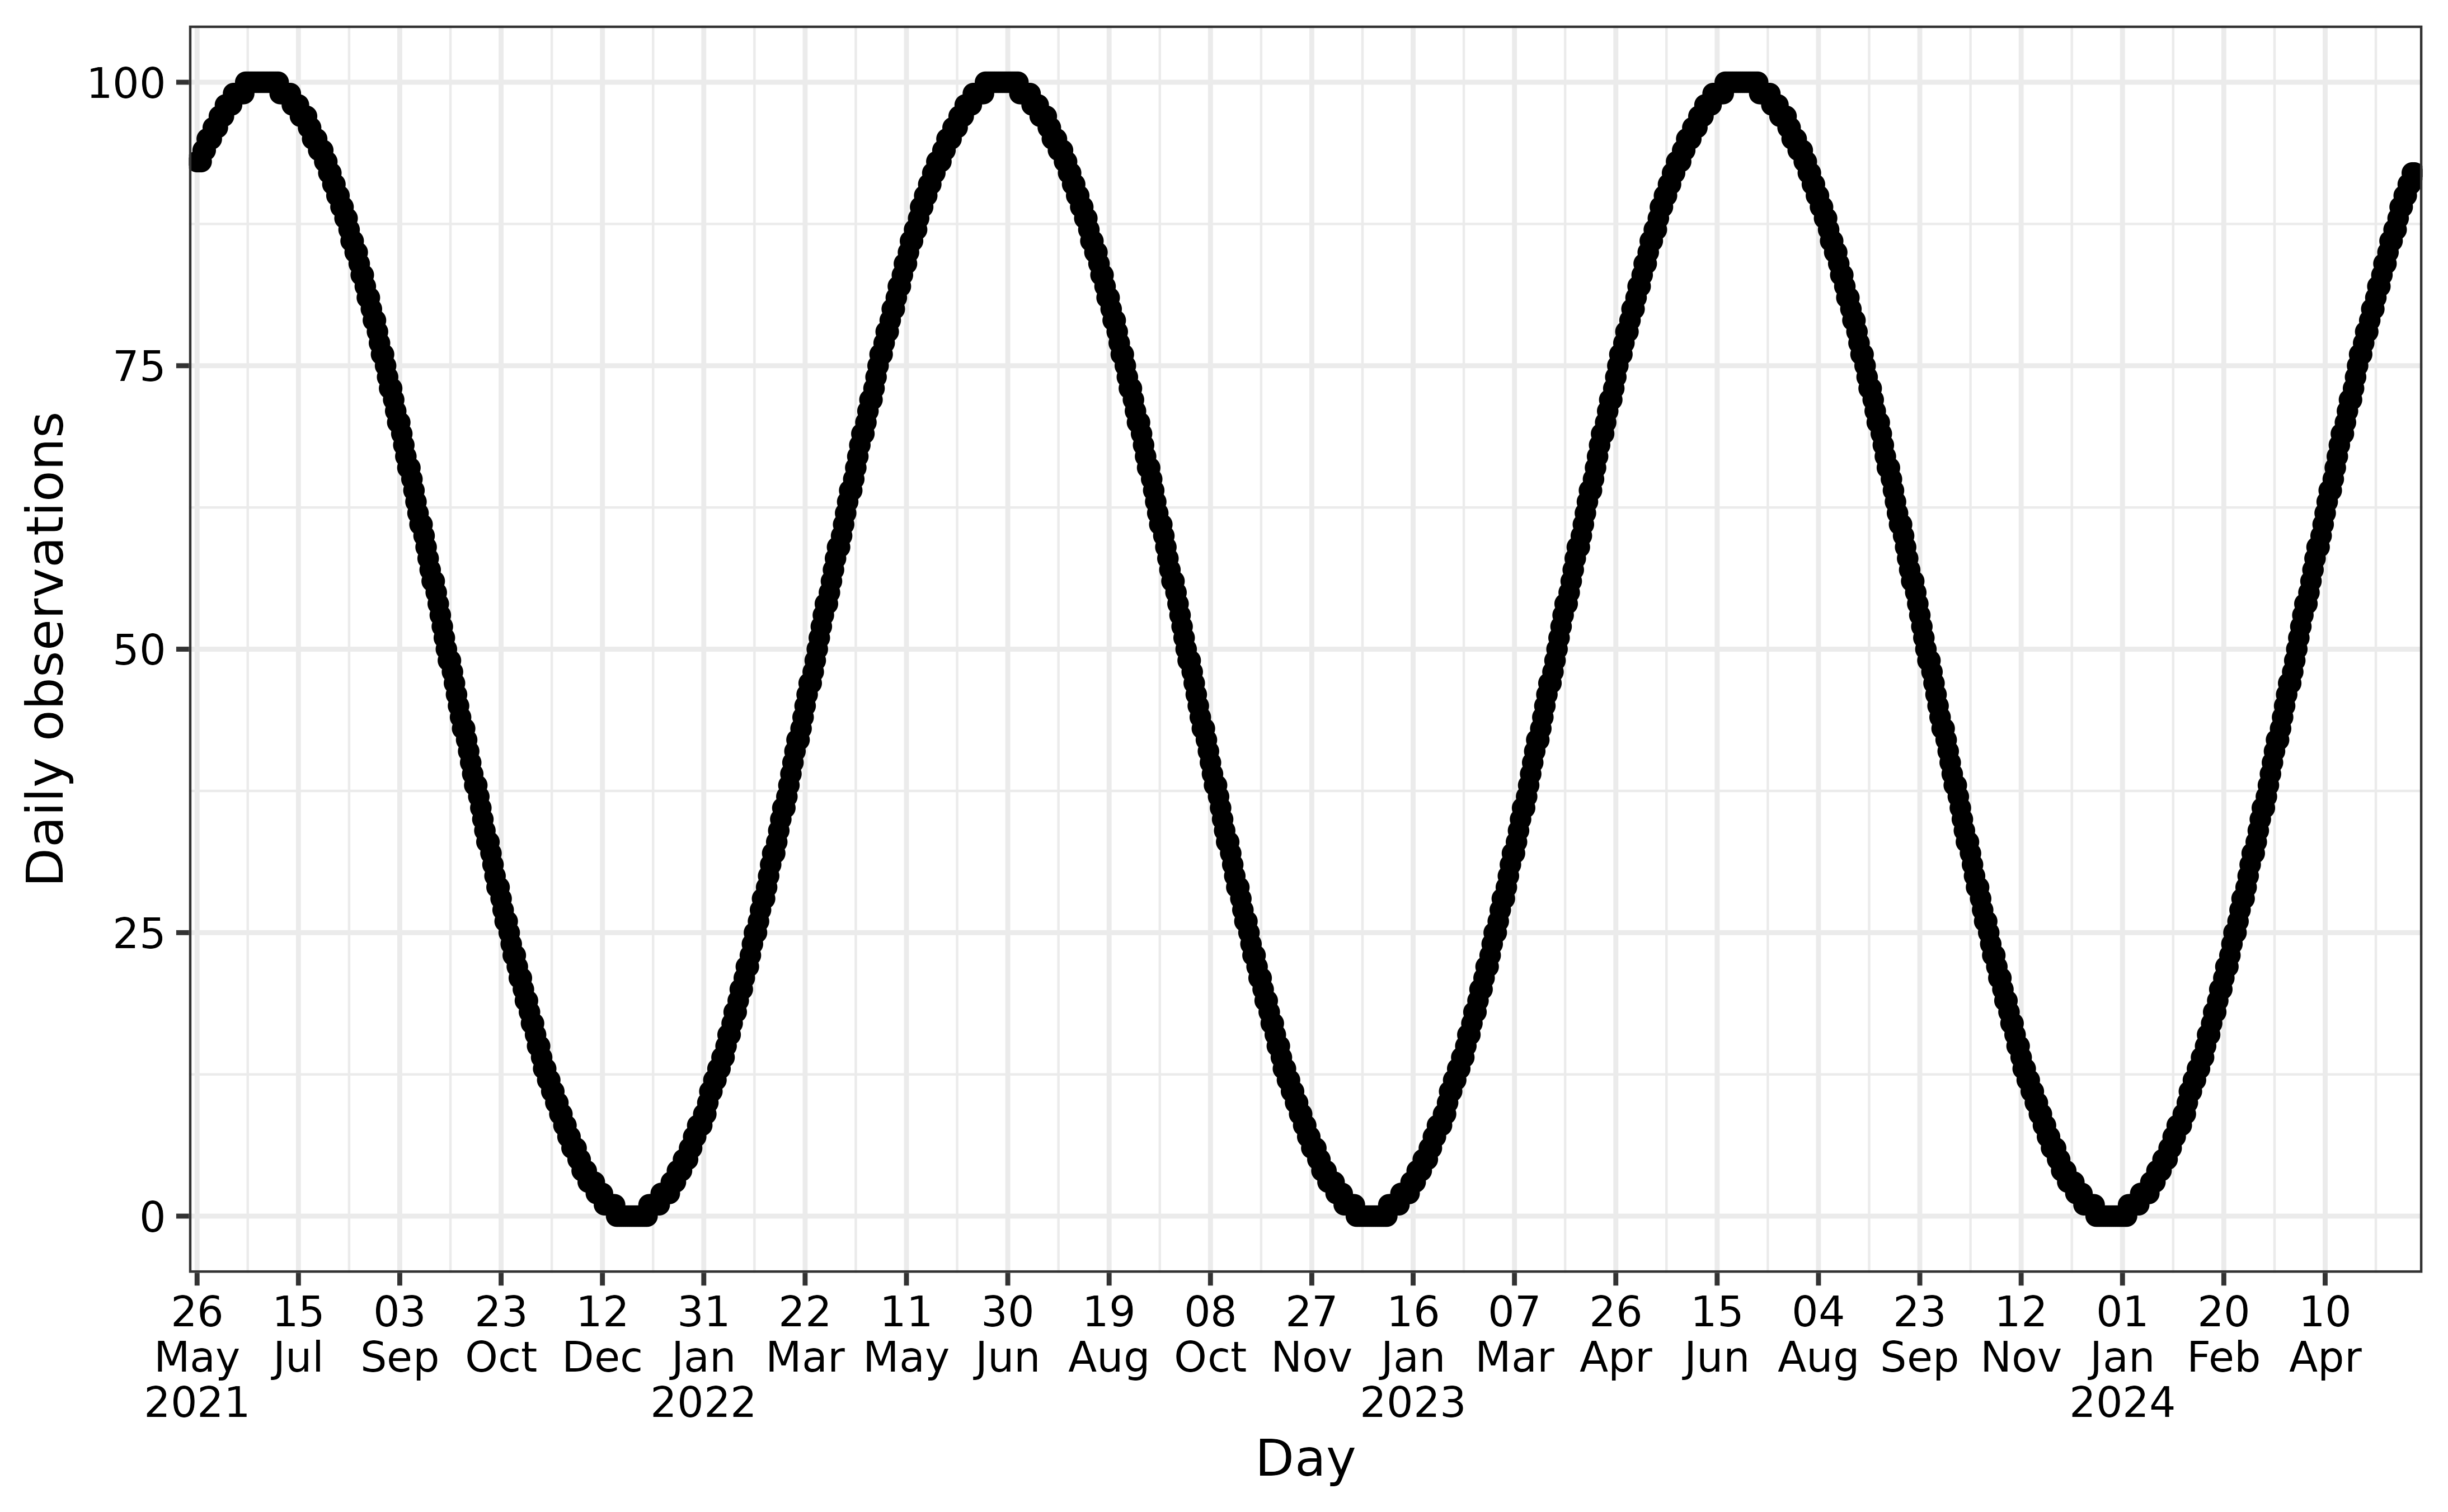 100
75
50
25
0
Daily observations
26 15 03 23 12 31 22 11 30 19 08 27 16 07 26 15 04 23 12 01 20 10
May Jul Sep Oct Dec Jan Mar May Jun Aug Oct Nov Jan Mar Apr Jun Aug Sep Nov Jan Feb Apr
2021 2022 2023 2024
Day